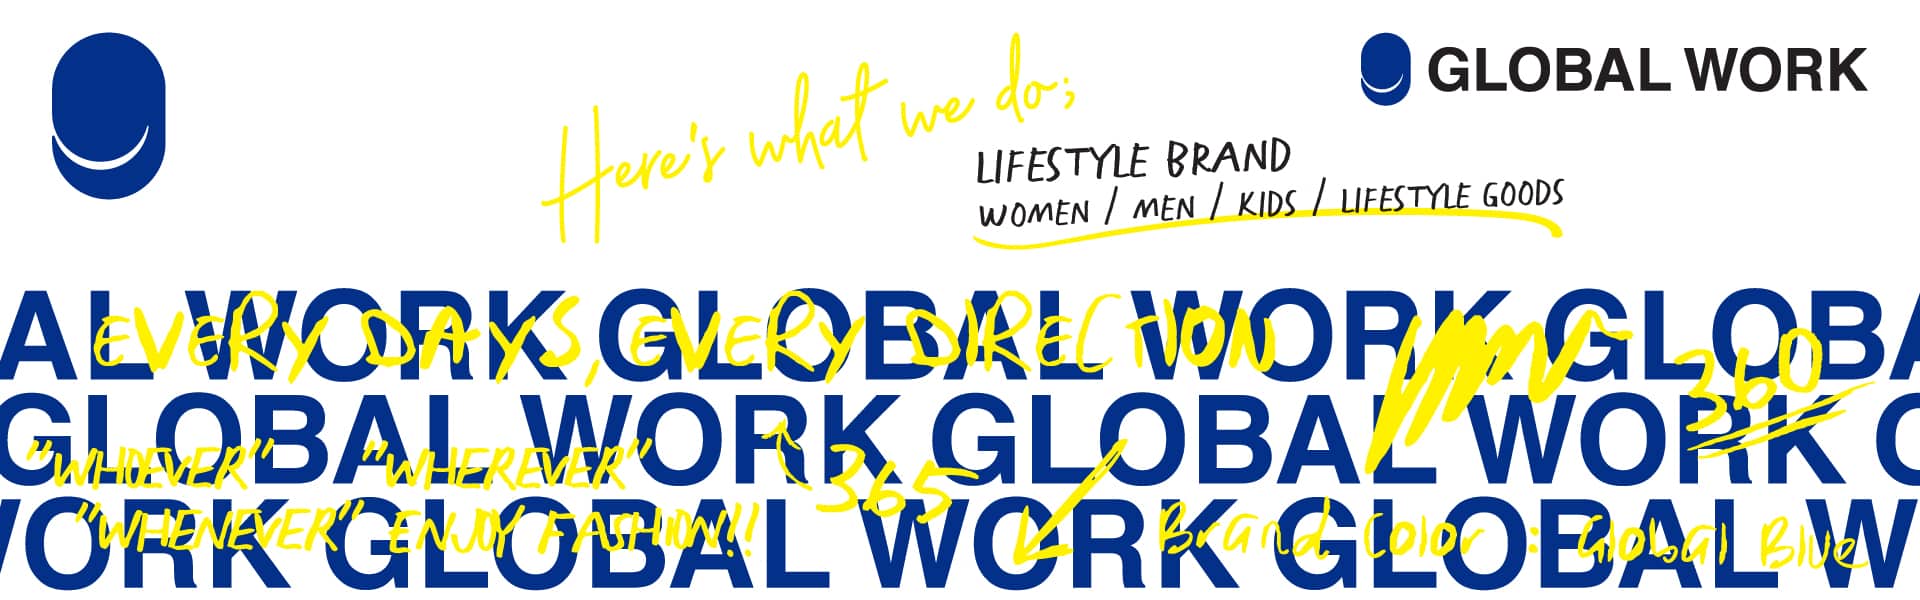 GLOBAL WORK
Here's what we do;
LIFESTYLE BRAND
WOMEN / MEN / KIDS / LIFESTYLE GOODS
AL WORK GLOBAL WORK GLOBA
EVERY DAYS, EVERY DIRECTION
360
GLOBAL WORK GLOBAL WORK G
"WHOEVER" "WHEREVER"
365
ORK GLOBAL WORK GLOBAL W
"WHENEVER" ENJOY FASHION!!
Brand Color : Global Blue